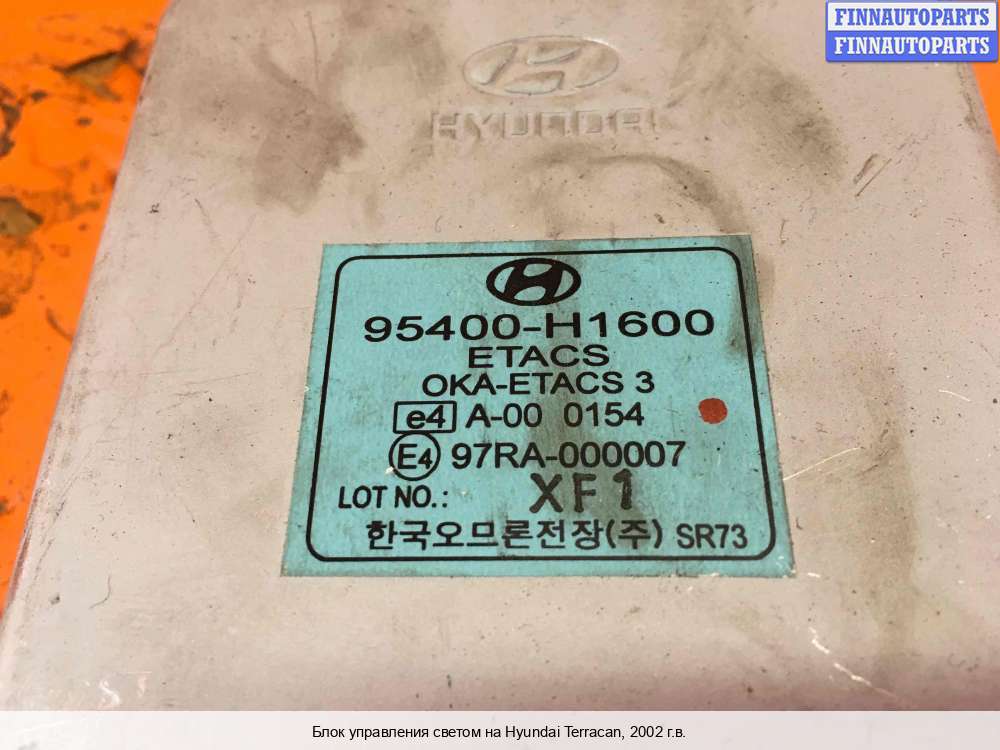 FINNAUTOPARTS
FINNAUTOPARTS
HYUNDAI
95400-H1600
ETACS
OKA-ETACS 3
e4 A-00 0154
E4 97RA-000007
LOT NO.: XF1
한국오므론전장(주) SR73
Блок управления светом на Hyundai Terracan, 2002 г.в.